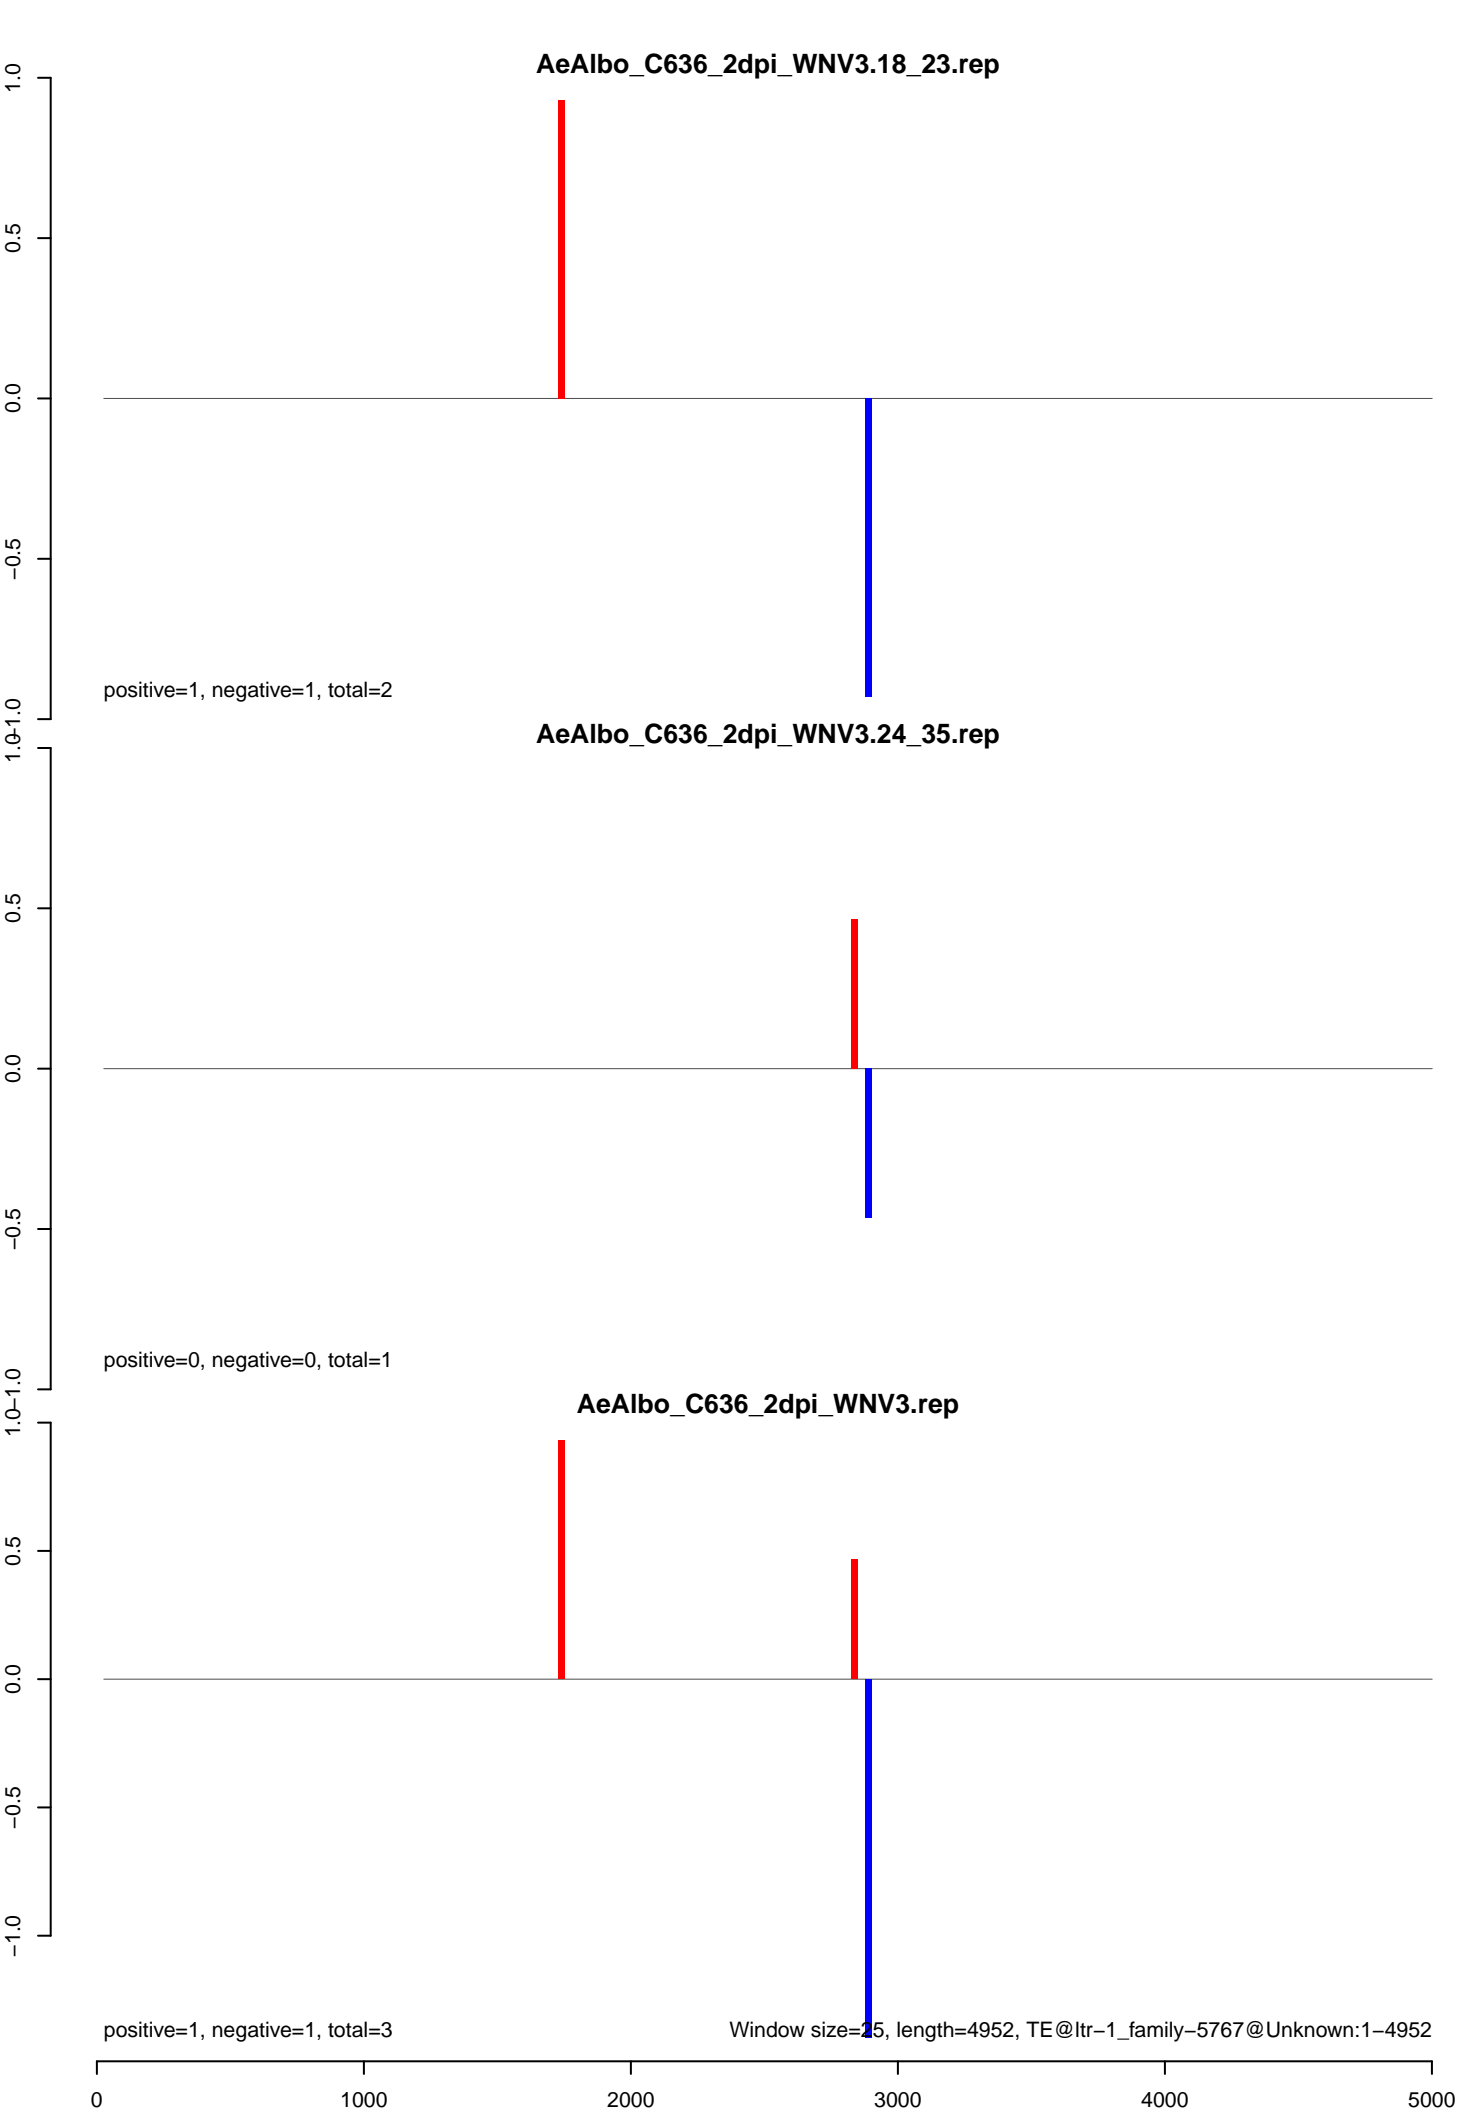 AeAlbo_C636_2dpi_WNV3.18_23.rep
1.0
0.5
0.0
−0.5
−1.0
positive=1, negative=1, total=2
AeAlbo_C636_2dpi_WNV3.24_35.rep
1.0
0.5
0.0
−0.5
−1.0
positive=0, negative=0, total=1
AeAlbo_C636_2dpi_WNV3.rep
1.0
0.5
0.0
−0.5
−1.0
positive=1, negative=1, total=3
Window size=25, length=4952, TE@ltr−1_family−5767@Unknown:1−4952
0 1000 2000 3000 4000 5000